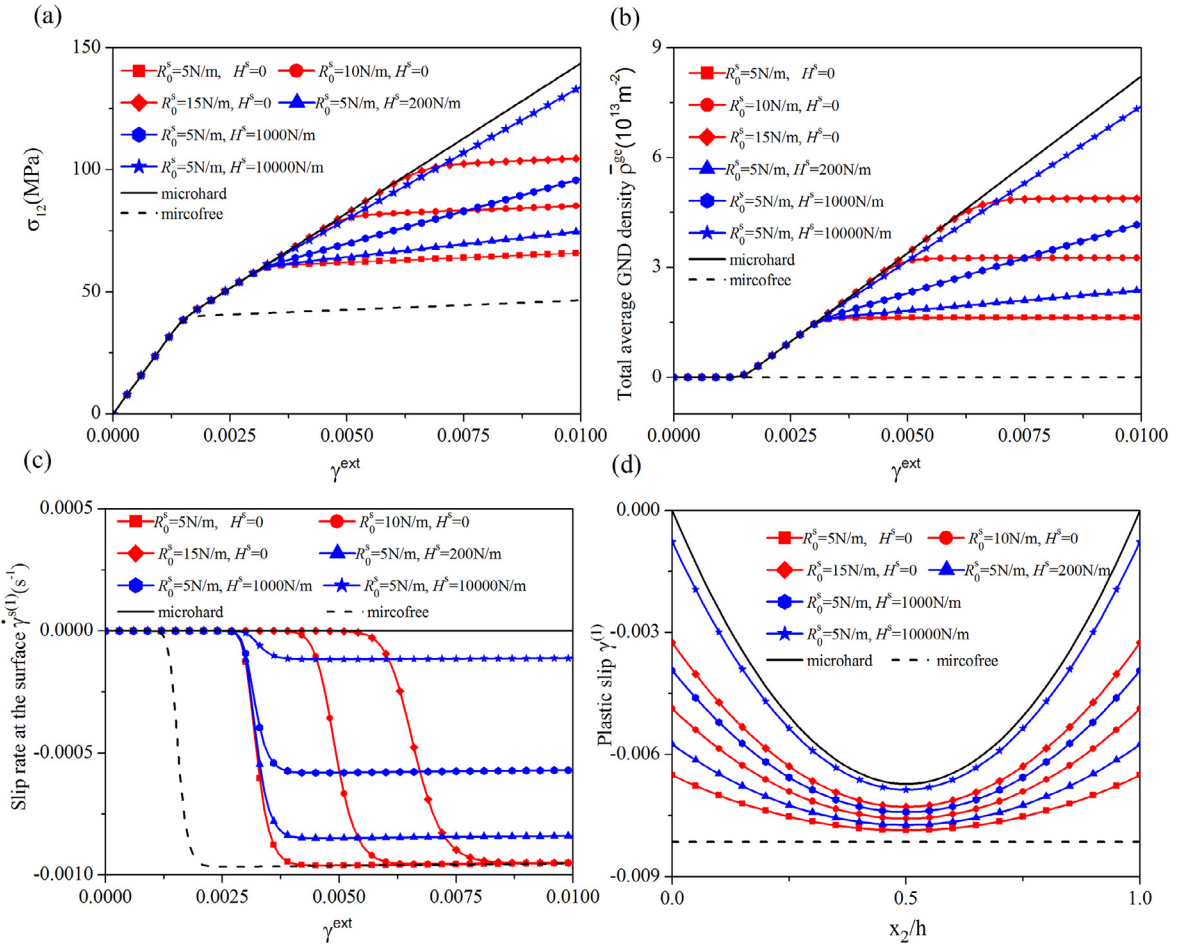 (a)
150
100
50
0
σ12(MPa)
R0s=5N/m, Hs=0
R0s=10N/m, Hs=0
R0s=15N/m, Hs=0
R0s=5N/m, Hs=200N/m
R0s=5N/m, Hs=1000N/m
R0s=5N/m, Hs=10000N/m
microhard
mircofree
0.0000 0.0025 0.0050 0.0075 0.0100
γext
(b)
9
6
3
0
Total average GND density ρ̄ge(1013m-2)
R0s=5N/m, Hs=0
R0s=10N/m, Hs=0
R0s=15N/m, Hs=0
R0s=5N/m, Hs=200N/m
R0s=5N/m, Hs=1000N/m
R0s=5N/m, Hs=10000N/m
microhard
mircofree
0.0000 0.0025 0.0050 0.0075 0.0100
γext
(c)
0.0005
0.0000
-0.0005
-0.0010
Slip rate at the surface γ̇s(1)(s-1)
R0s=5N/m, Hs=0
R0s=10N/m, Hs=0
R0s=15N/m, Hs=0
R0s=5N/m, Hs=200N/m
R0s=5N/m, Hs=1000N/m
R0s=5N/m, Hs=10000N/m
microhard
mircofree
0.0000 0.0025 0.0050 0.0075 0.0100
γext
(d)
0.000
-0.003
-0.006
-0.009
Plastic slip γ(1)
R0s=5N/m, Hs=0
R0s=10N/m, Hs=0
R0s=15N/m, Hs=0
R0s=5N/m, Hs=200N/m
R0s=5N/m, Hs=1000N/m
R0s=5N/m, Hs=10000N/m
microhard
mircofree
0.0 0.5 1.0
x2/h